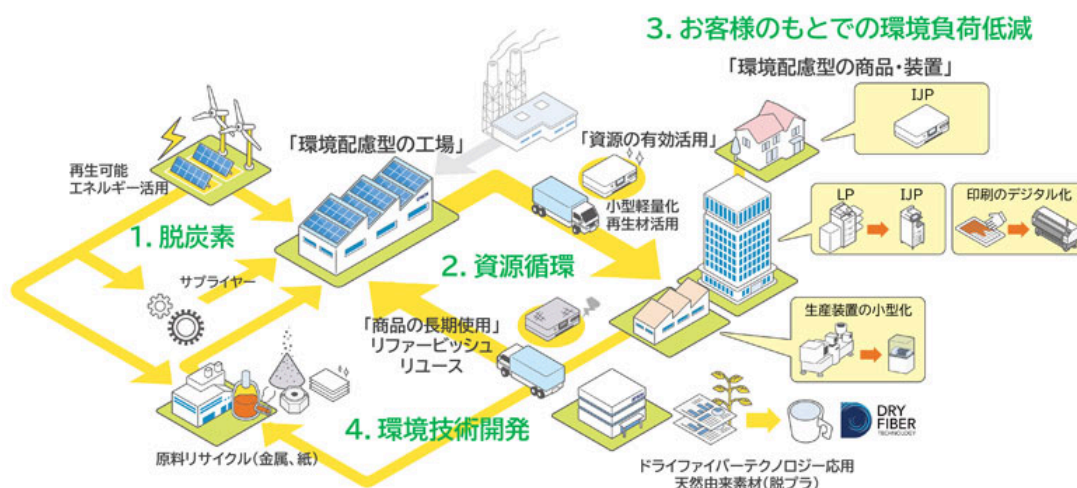 3. お客様のもとでの環境負荷低減
「環境配慮型の商品・装置」
IJP
「環境配慮型の工場」
「資源の有効活用」
再生可能
エネルギー活用
小型軽量化
再生材活用
LP
IJP
印刷のデジタル化
1. 脱炭素
2. 資源循環
サプライヤー
生産装置の小型化
「商品の長期使用」
リファービッシュ
リユース
4. 環境技術開発
DRY
FIBER
TECHNOLOGY
原料リサイクル(金属、紙)
ドライファイバーテクノロジー応用
天然由来素材(脱プラ)